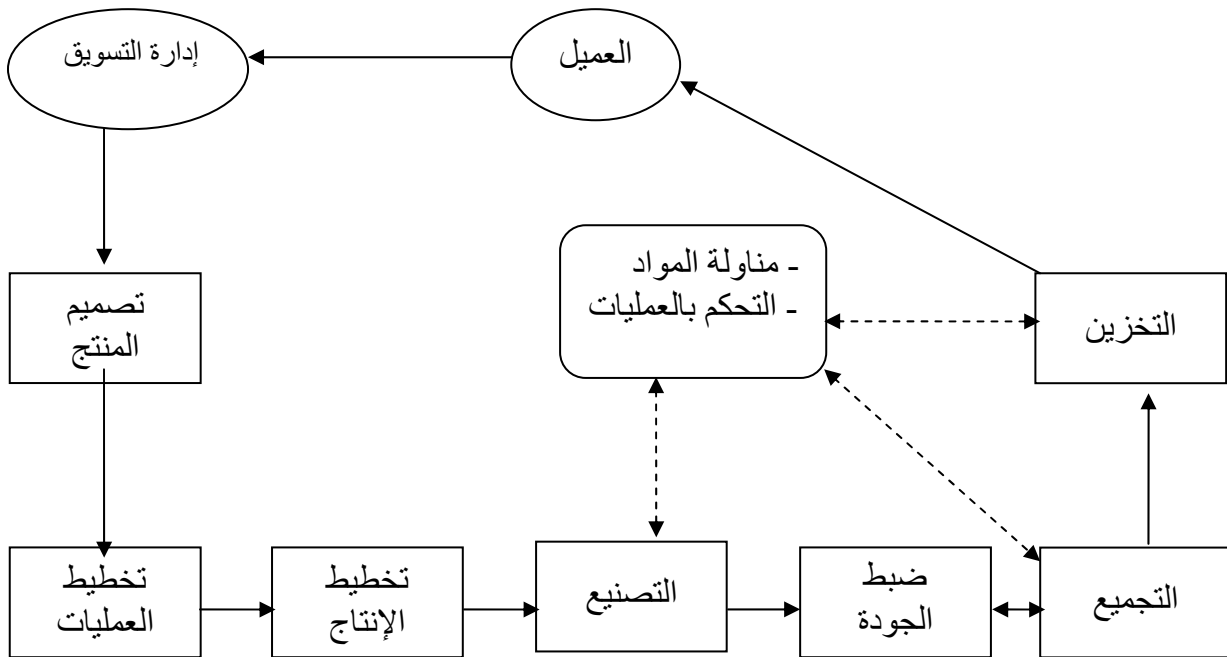 العميل
إدارة التسويق
- مناولة المواد
- التحكم بالعمليات
التخزين
تصميم
المنتج
تخطيط
العمليات
تخطيط
الإنتاج
التصنيع
ضبط
الجودة
التجميع